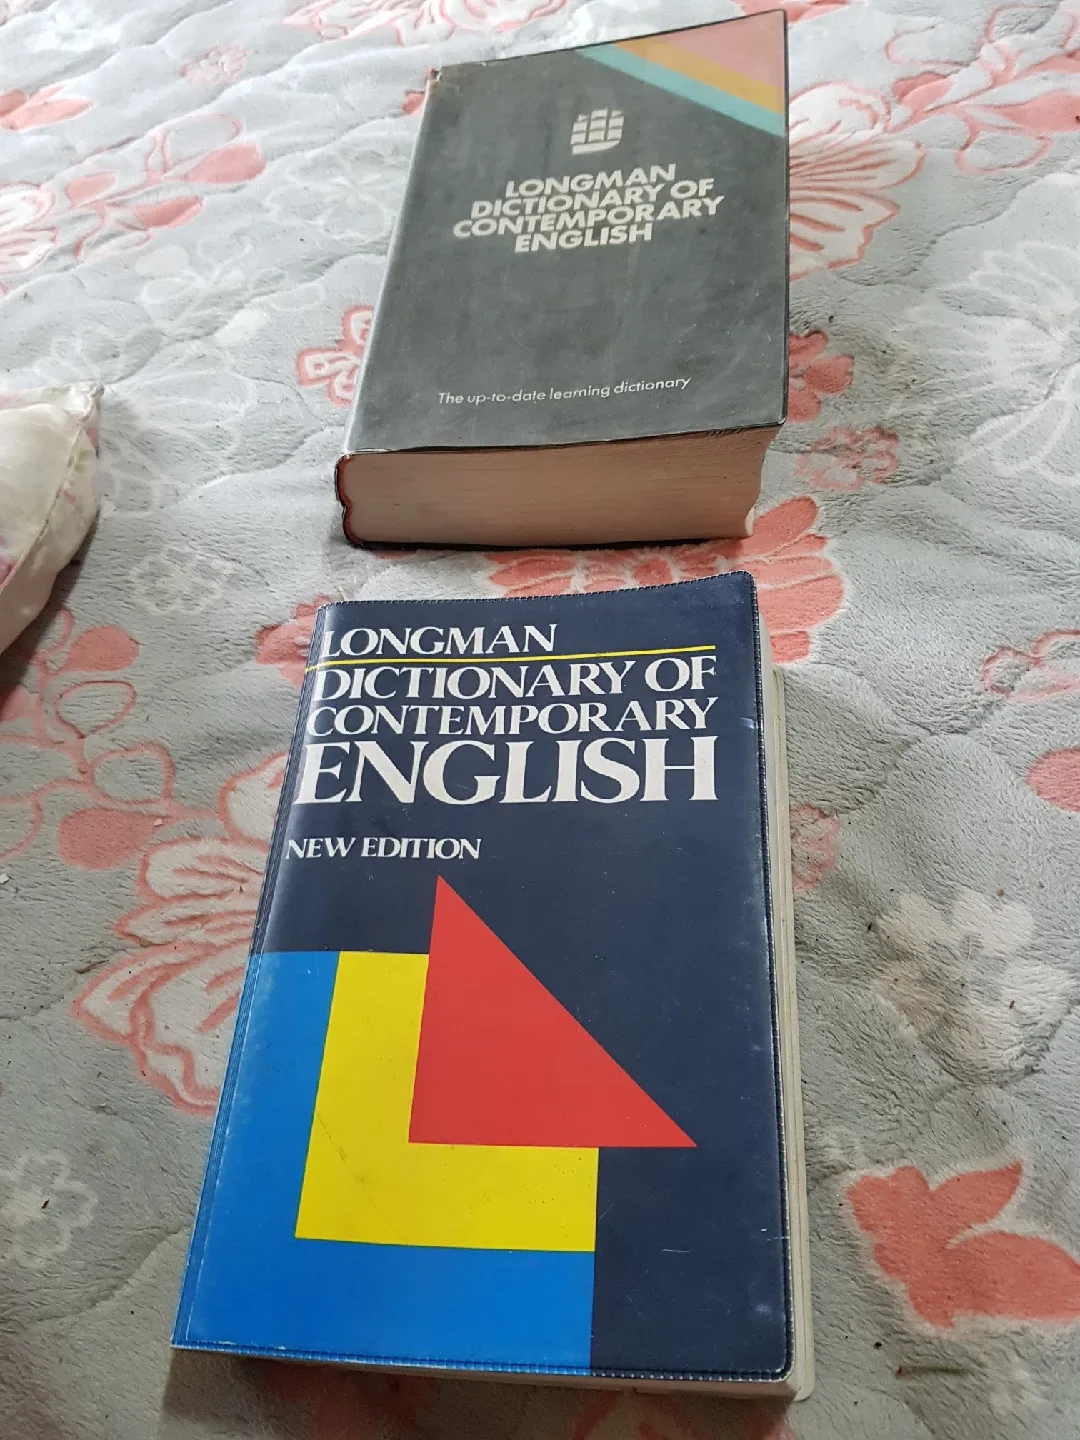 LONGMAN
DICTIONARY OF
CONTEMPORARY
ENGLISH
The up-to-date learning dictionary
LONGMAN
DICTIONARY OF
CONTEMPORARY
ENGLISH
NEW EDITION